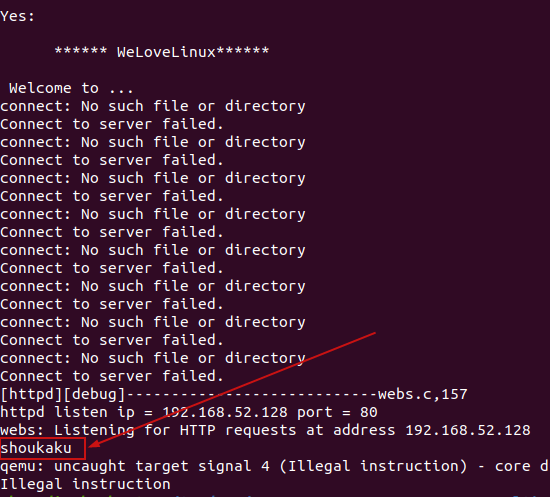 Yes:
****** WeLoveLinux******
Welcome to ...
connect: No such file or directory
Connect to server failed.
connect: No such file or directory
Connect to server failed.
connect: No such file or directory
Connect to server failed.
connect: No such file or directory
Connect to server failed.
connect: No such file or directory
Connect to server failed.
connect: No such file or directory
Connect to server failed.
connect: No such file or directory
Connect to server failed.
connect: No such file or directory
Connect to server failed.
[httpd][debug]----------------------------webs.c,157
httpd listen ip = 192.168.52.128 port = 80
webs: Listening for HTTP requests at address 192.168.52.128
shoukaku
qemu: uncaught target signal 4 (Illegal instruction) - core d
Illegal instruction